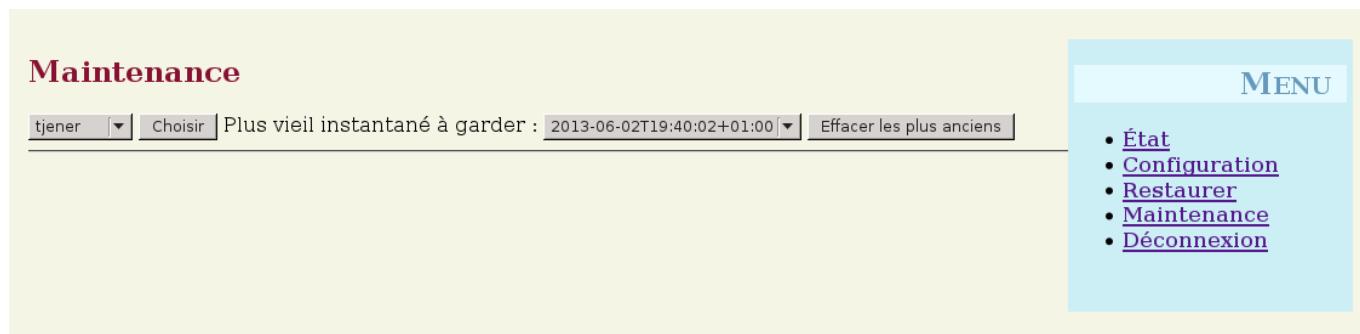 Maintenance
tjener Choisir Plus vieil instantané à garder : 2013-06-02T19:40:02+01:00 Effacer les plus anciens
MENU
État
Configuration
Restaurer
Maintenance
Déconnexion